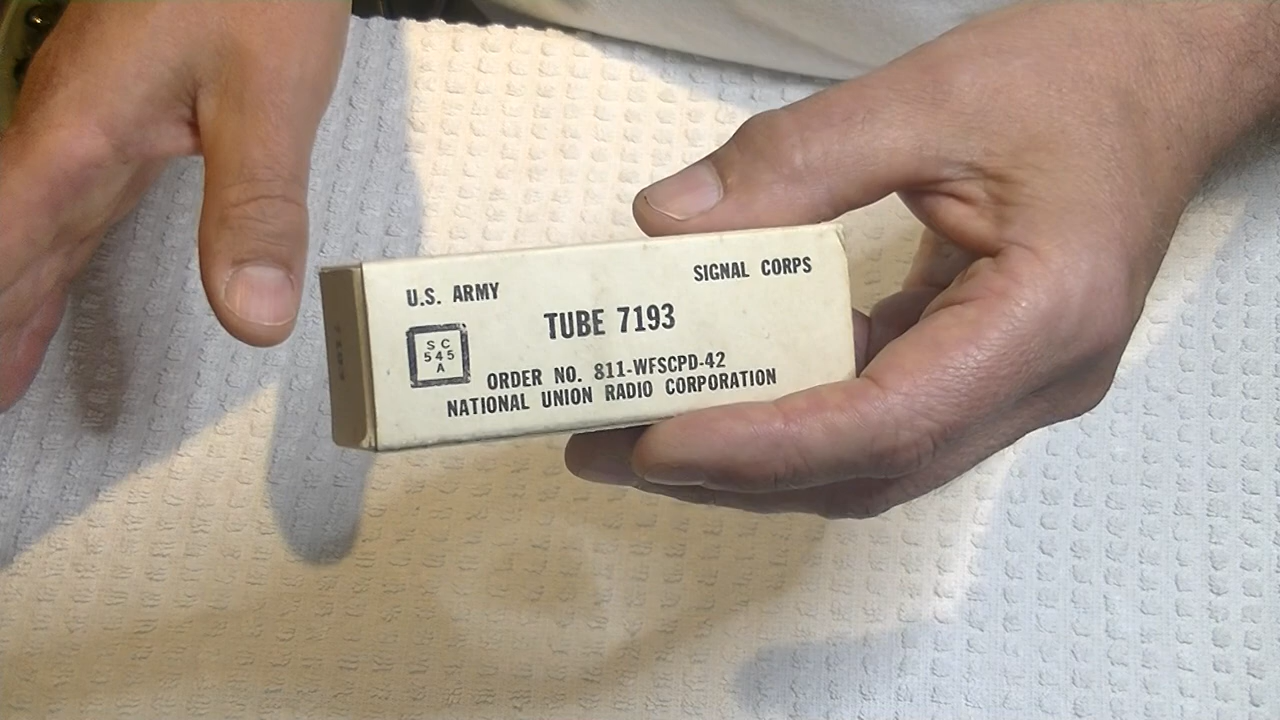 U.S. ARMY
SIGNAL CORPS
TUBE 7193
SC
545
A
ORDER NO. 811-WFSCPD-42
NATIONAL UNION RADIO CORPORATION